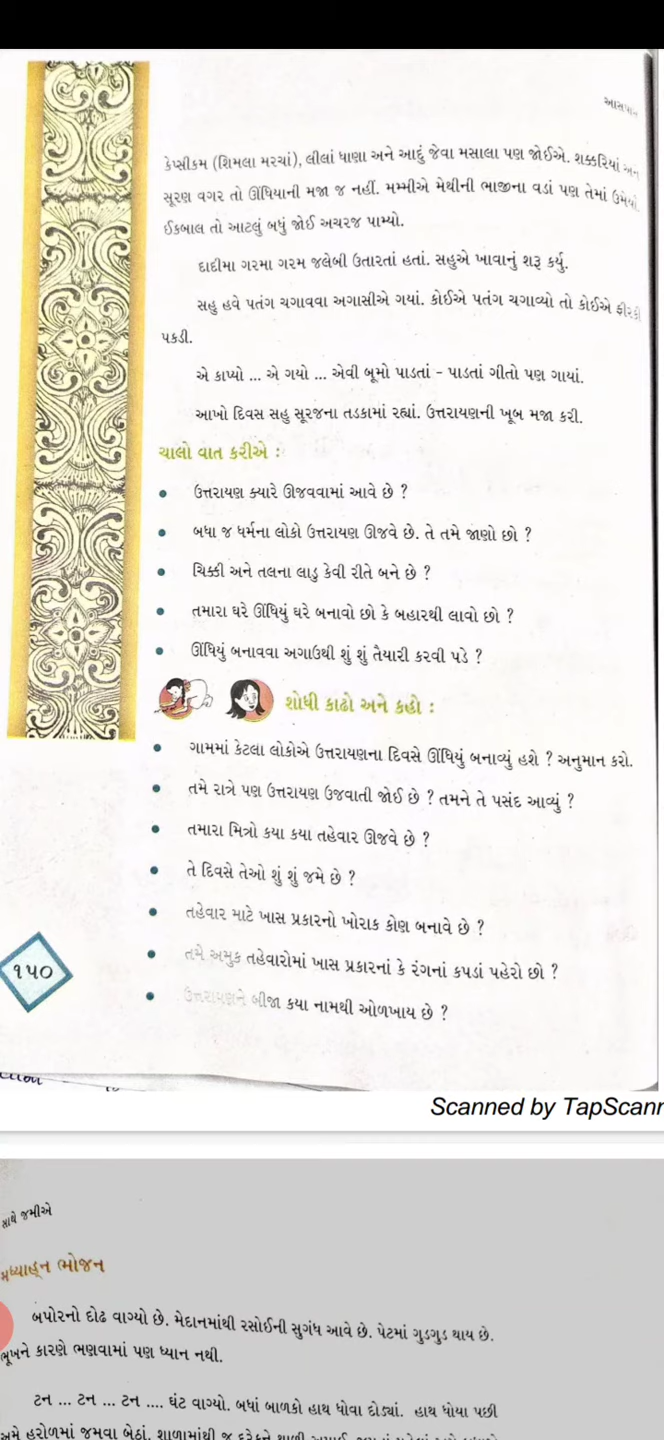 આસપાસ
કેપ્સીકમ (શિમલા મરચાં), લીલાં ધાણા અને આદું જેવા મસાલા પણ જોઈએ. શક્કરિયાં અને
સૂરણ વગર તો ઊંધિયાની મજા જ નહીં. મમ્મીએ મેથીની ભાજીના વડાં પણ તેમાં ઉમેર્યાં
ઈકબાલ તો આટલું બધું જોઈ અચરજ પામ્યો.
દાદીમા ગરમા ગરમ જલેબી ઉતારતાં હતાં. સહુએ ખાવાનું શરૂ કર્યું.
સહુ હવે પતંગ ચગાવવા અગાસીએ ગયાં. કોઈએ પતંગ ચગાવ્યો તો કોઈએ ફીરકી
પકડી.
એ કાપ્યો ... એ ગયો ... એવી બૂમો પાડતાં - પાડતાં ગીતો પણ ગાયાં.
આખો દિવસ સહુ સૂરજના તડકામાં રહ્યાં. ઉત્તરાયણની ખૂબ મજા કરી.
ચાલો વાત કરીએ :
• ઉત્તરાયણ ક્યારે ઊજવવામાં આવે છે ?
• બધા જ ધર્મના લોકો ઉત્તરાયણ ઊજવે છે. તે તમે જાણો છો ?
• ચિક્કી અને તલના લાડુ કેવી રીતે બને છે ?
• તમારા ઘરે ઊંધિયું ઘરે બનાવો છો કે બહારથી લાવો છો ?
• ઊંધિયું બનાવવા અગાઉથી શું શું તૈયારી કરવી પડે ?
શોધી કાઢો અને કહો :
• ગામમાં કેટલા લોકોએ ઉત્તરાયણના દિવસે ઊંધિયું બનાવ્યું હશે ? અનુમાન કરો.
• તમે રાત્રે પણ ઉત્તરાયણ ઉજવાતી જોઈ છે ? તમને તે પસંદ આવ્યું ?
• તમારા મિત્રો કયા કયા તહેવાર ઊજવે છે ?
• તે દિવસે તેઓ શું શું જમે છે ?
• તહેવાર માટે ખાસ પ્રકારનો ખોરાક કોણ બનાવે છે ?
• તમે અમુક તહેવારોમાં ખાસ પ્રકારનાં કે રંગનાં કપડાં પહેરો છો ?
૧૫૦
• ઉત્તરાયણને બીજા કયા નામથી ઓળખાય છે ?
Scanned by TapScann
સાથે જમીએ
મધ્યાહ્ન ભોજન
બપોરનો દોઢ વાગ્યો છે. મેદાનમાંથી રસોઈની સુગંધ આવે છે. પેટમાં ગુડગુડ થાય છે.
ભૂખને કારણે ભણવામાં પણ ધ્યાન નથી.
ટન ... ટન ... ટન .... ઘંટ વાગ્યો. બધાં બાળકો હાથ ધોવા દોડ્યાં. હાથ ધોયા પછી
અમે હરોળમાં જમવા બેઠાં. શાળામાંથી જ દરેકને થાળી